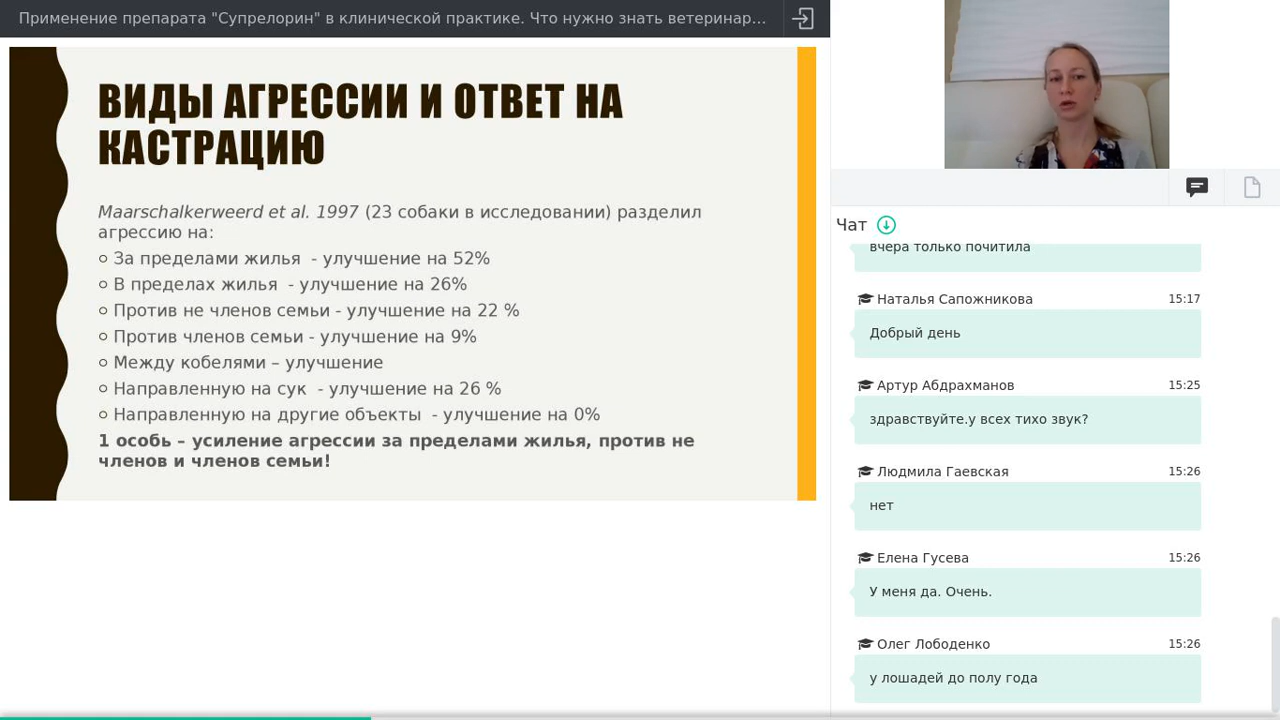 Применение препарата "Супрелорин" в клинической практике. Что нужно знать ветеринар...
ВИДЫ АГРЕССИИ И ОТВЕТ НА
КАСТРАЦИЮ
Maarschalkerweerd et al. 1997 (23 собаки в исследовании) разделил
агрессию на:
За пределами жилья - улучшение на 52%
В пределах жилья - улучшение на 26%
Против не членов семьи - улучшение на 22 %
Против членов семьи - улучшение на 9%
Между кобелями – улучшение
Направленную на сук - улучшение на 26 %
Направленную на другие объекты - улучшение на 0%
1 особь – усиление агрессии за пределами жилья, против не
членов и членов семьи!
Чат
вчера только почитила
Наталья Сапожникова 15:17
Добрый день
Артур Абдрахманов 15:25
здравствуйте.у всех тихо звук?
Людмила Гаевская 15:26
нет
Елена Гусева 15:26
У меня да. Очень.
Олег Лободенко 15:26
у лошадей до полу года